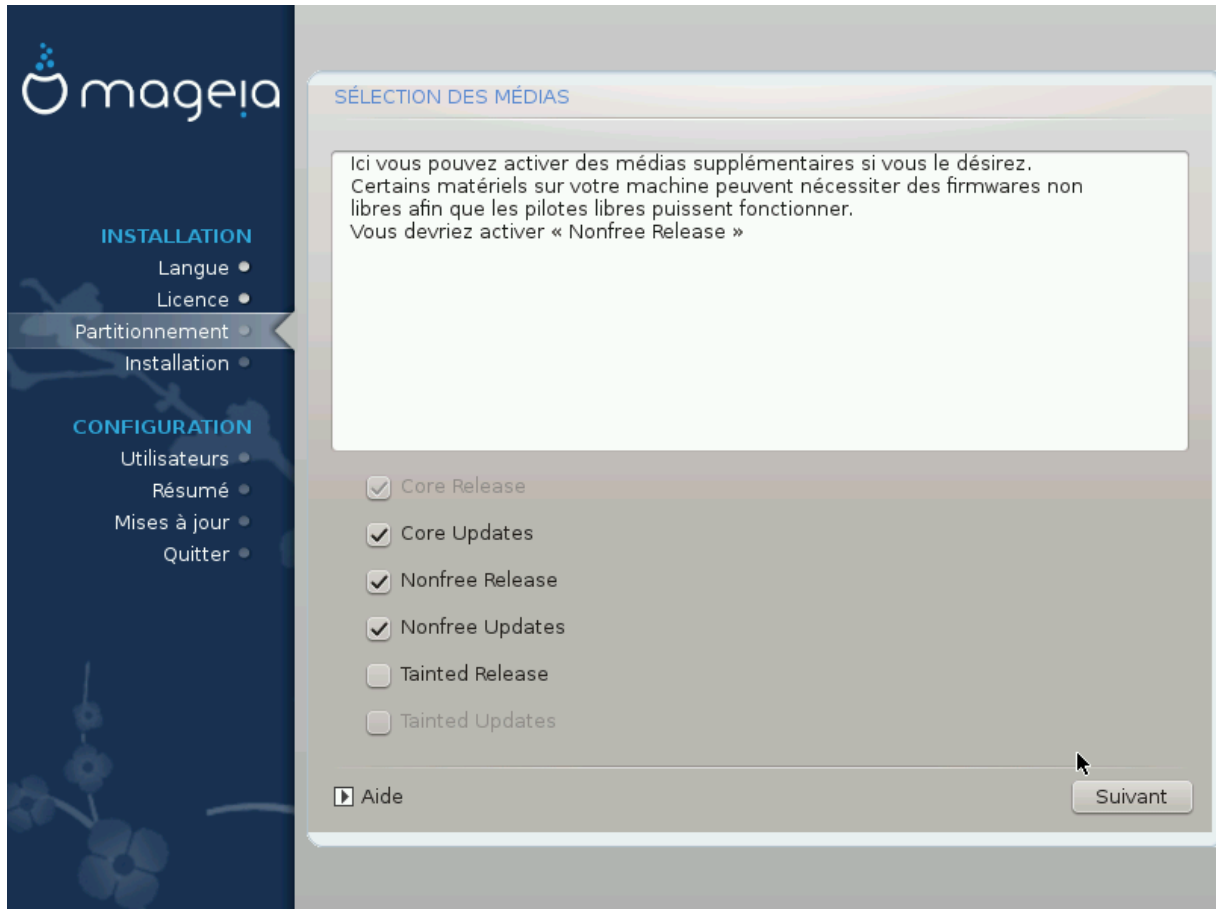 mageia
INSTALLATION
Langue
Licence
Partitionnement
Installation
CONFIGURATION
Utilisateurs
Résumé
Mises à jour
Quitter
SÉLECTION DES MÉDIAS
Ici vous pouvez activer des médias supplémentaires si vous le désirez.
Certains matériels sur votre machine peuvent nécessiter des firmwares non
libres afin que les pilotes libres puissent fonctionner.
Vous devriez activer « Nonfree Release »
Core Release
Core Updates
Nonfree Release
Nonfree Updates
Tainted Release
Tainted Updates
Aide
Suivant